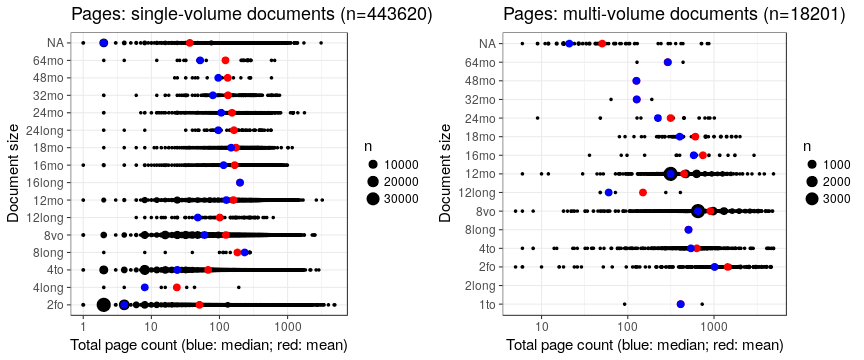 Pages: single-volume documents (n=443620)
Document size
NA
64mo
48mo
32mo
24mo
24long
18mo
16mo
16long
12mo
12long
8vo
8long
4to
4long
2fo
1
10
100
1000
Total page count (blue: median; red: mean)
n
10000
20000
30000
Pages: multi-volume documents (n=18201)
Document size
NA
64mo
48mo
32mo
24mo
18mo
16mo
12mo
12long
8vo
8long
4to
2fo
2long
1to
10
100
1000
Total page count (blue: median; red: mean)
n
1000
2000
3000